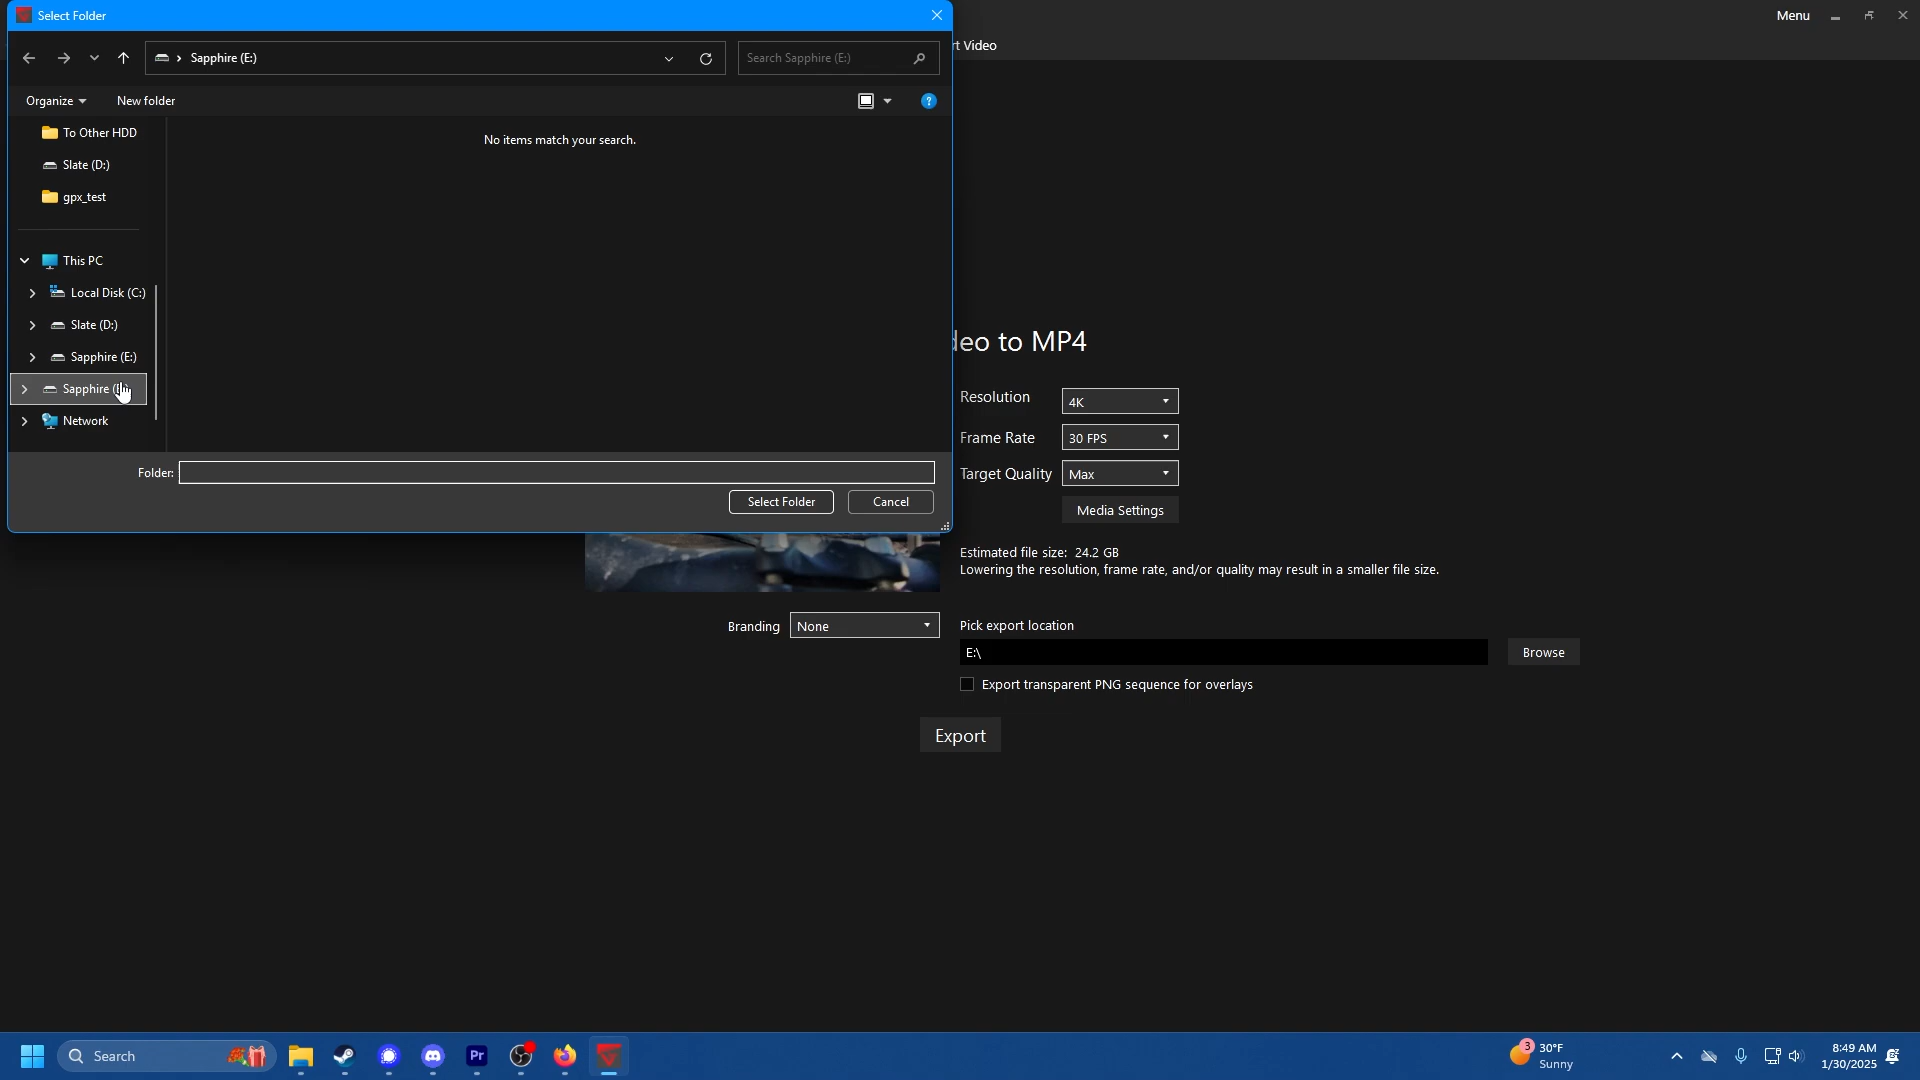 Select Folder
Menu
Sapphire (E:)
Search Sapphire (E:)
rt Video
Organize
New folder
?
To Other HDD
No items match your search.
Slate (D:)
gpx_test
This PC
Local Disk (C:)
Slate (D:)
Sapphire (E:)
Sapphire
Network
Folder:
Select Folder
Cancel
deo to MP4
Resolution
4K
Frame Rate
30 FPS
Target Quality
Max
Media Settings
Estimated file size: 24.2 GB
Lowering the resolution, frame rate, and/or quality may result in a smaller file size.
Branding
None
Pick export location
E:\
Browse
Export transparent PNG sequence for overlays
Export
Search
Pr
3
30°F
Sunny
8:49 AM
1/30/2025